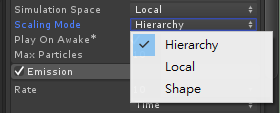 Simulation Space Local
Scaling Mode Hierarchy
Play On Awake*
Max Particles
Hierarchy
Local
Shape
Emission
Rate
Time